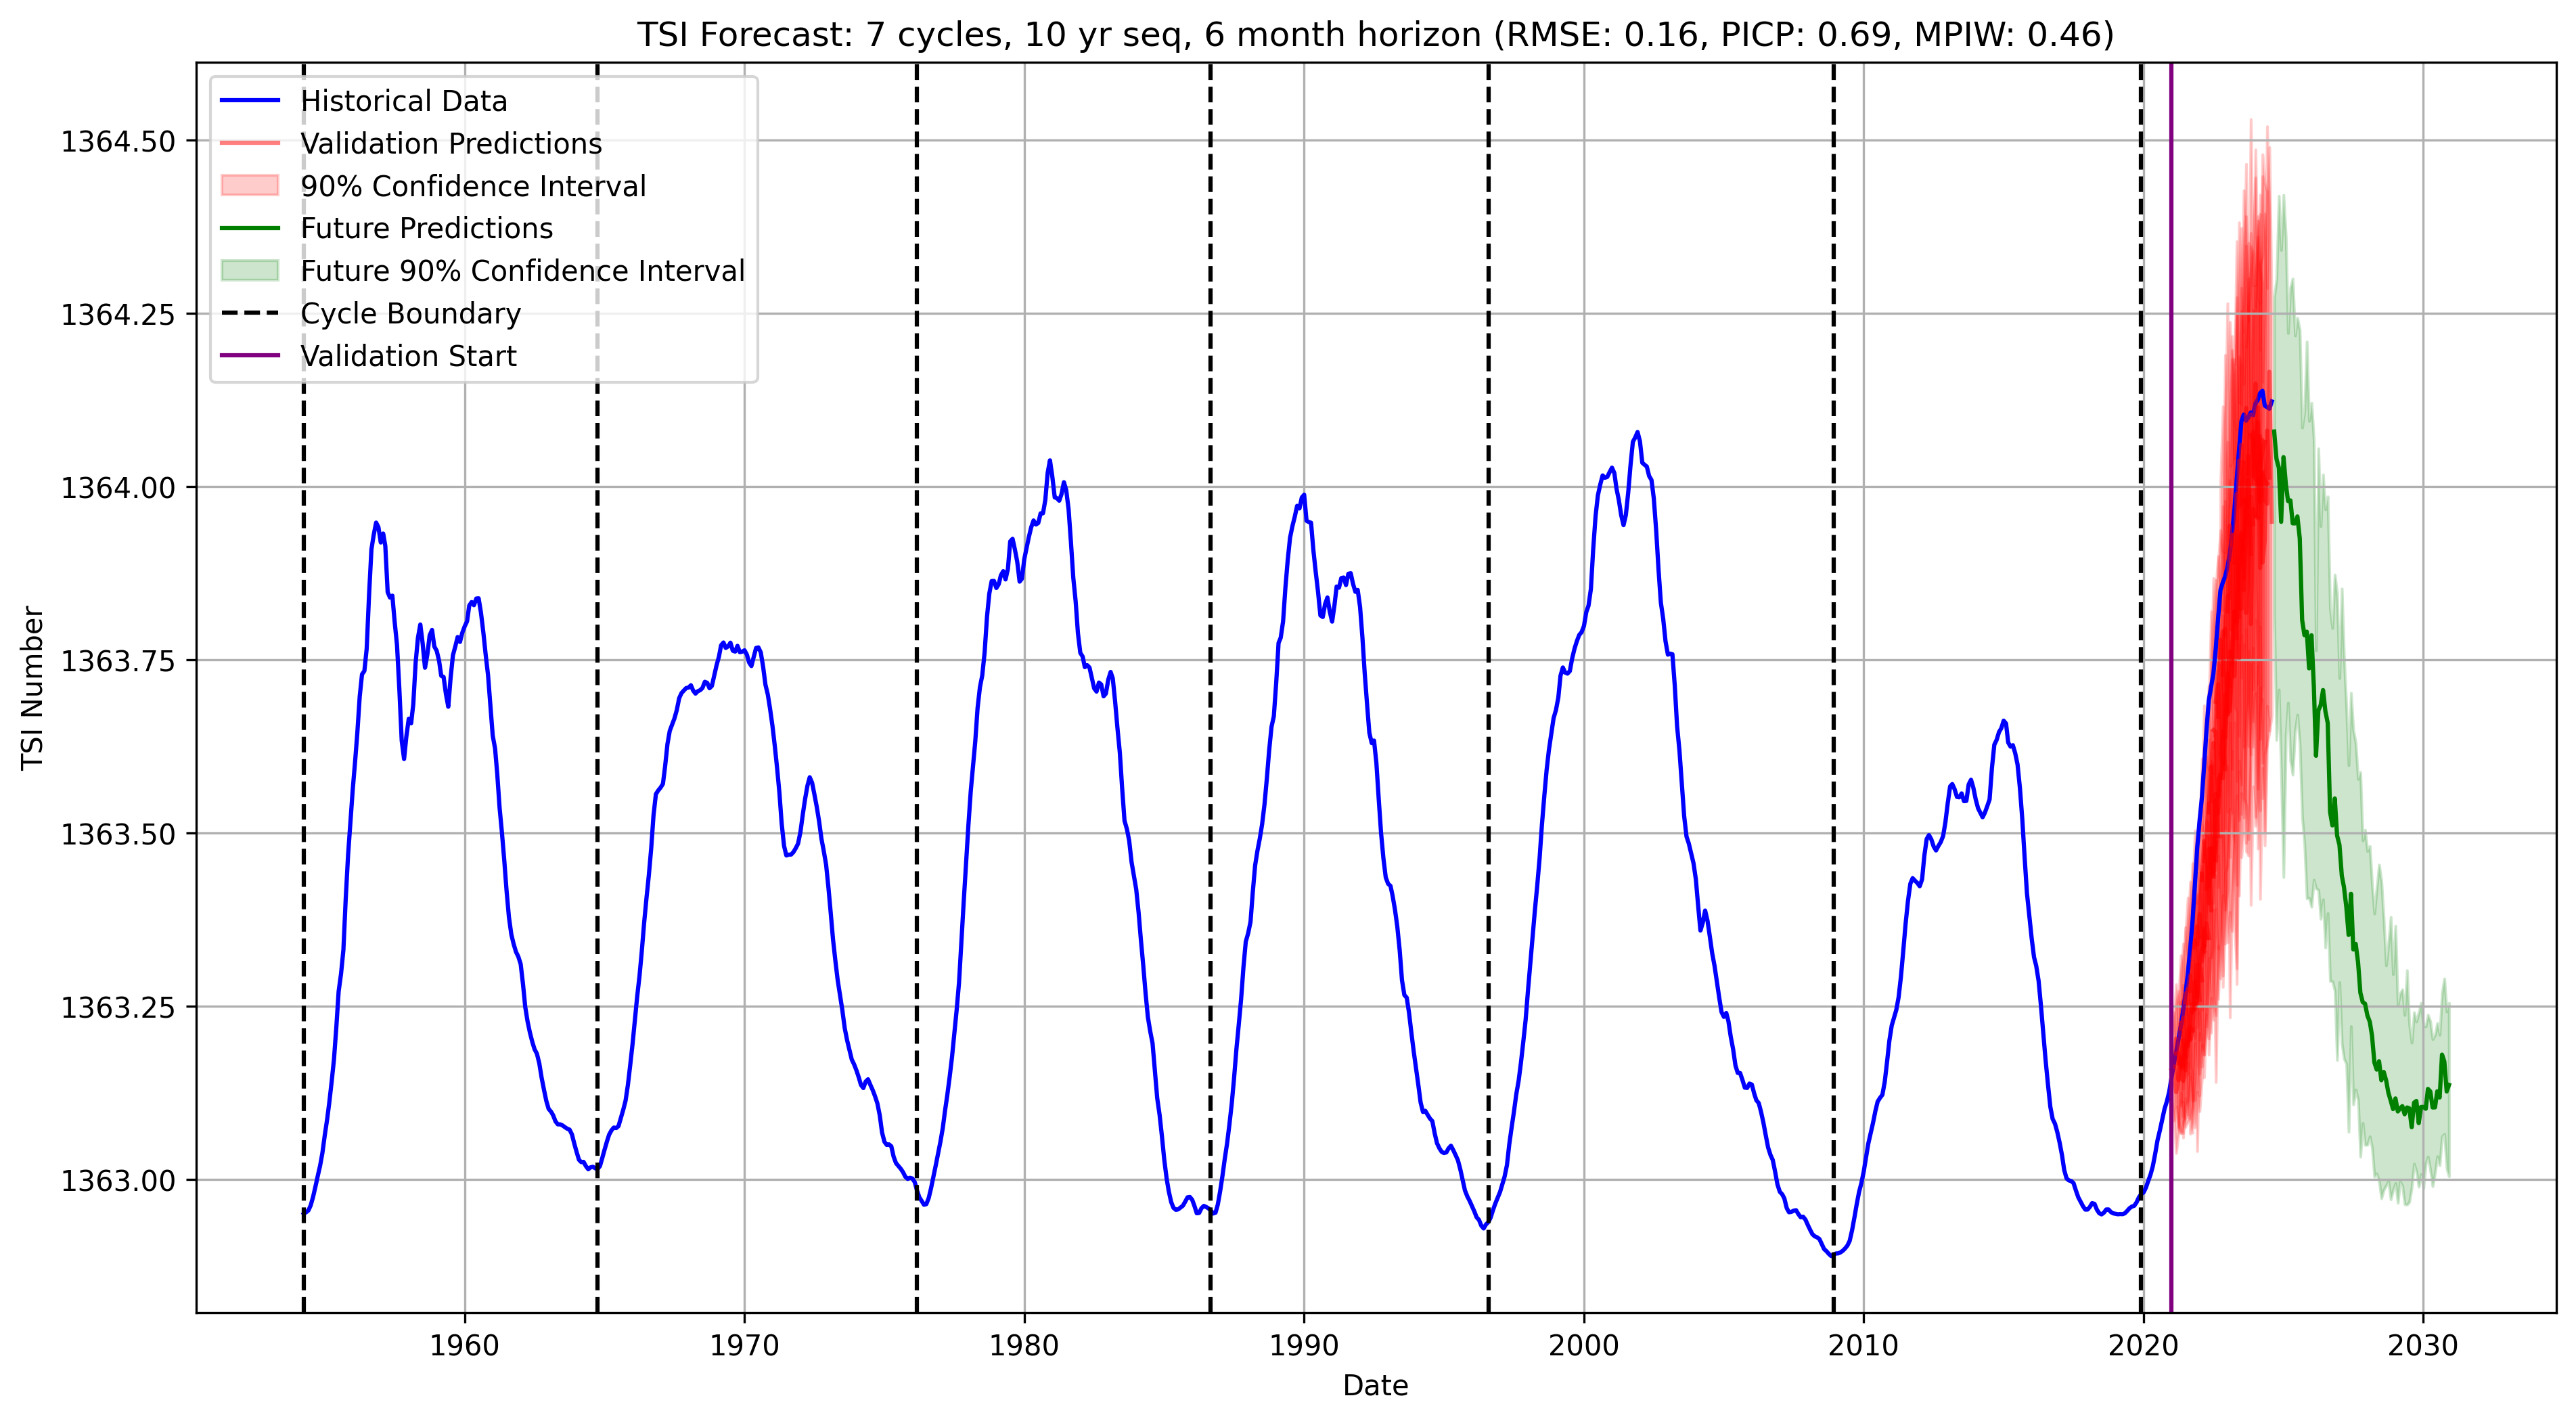 TSI Forecast: 7 cycles, 10 yr seq, 6 month horizon (RMSE: 0.16, PICP: 0.69, MPIW: 0.46)
Historical Data
Validation Predictions
90% Confidence Interval
Future Predictions
Future 90% Confidence Interval
Cycle Boundary
Validation Start
TSI Number
1364.50
1364.25
1364.00
1363.75
1363.50
1363.25
1363.00
1960 1970 1980 1990 2000 2010 2020 2030
Date